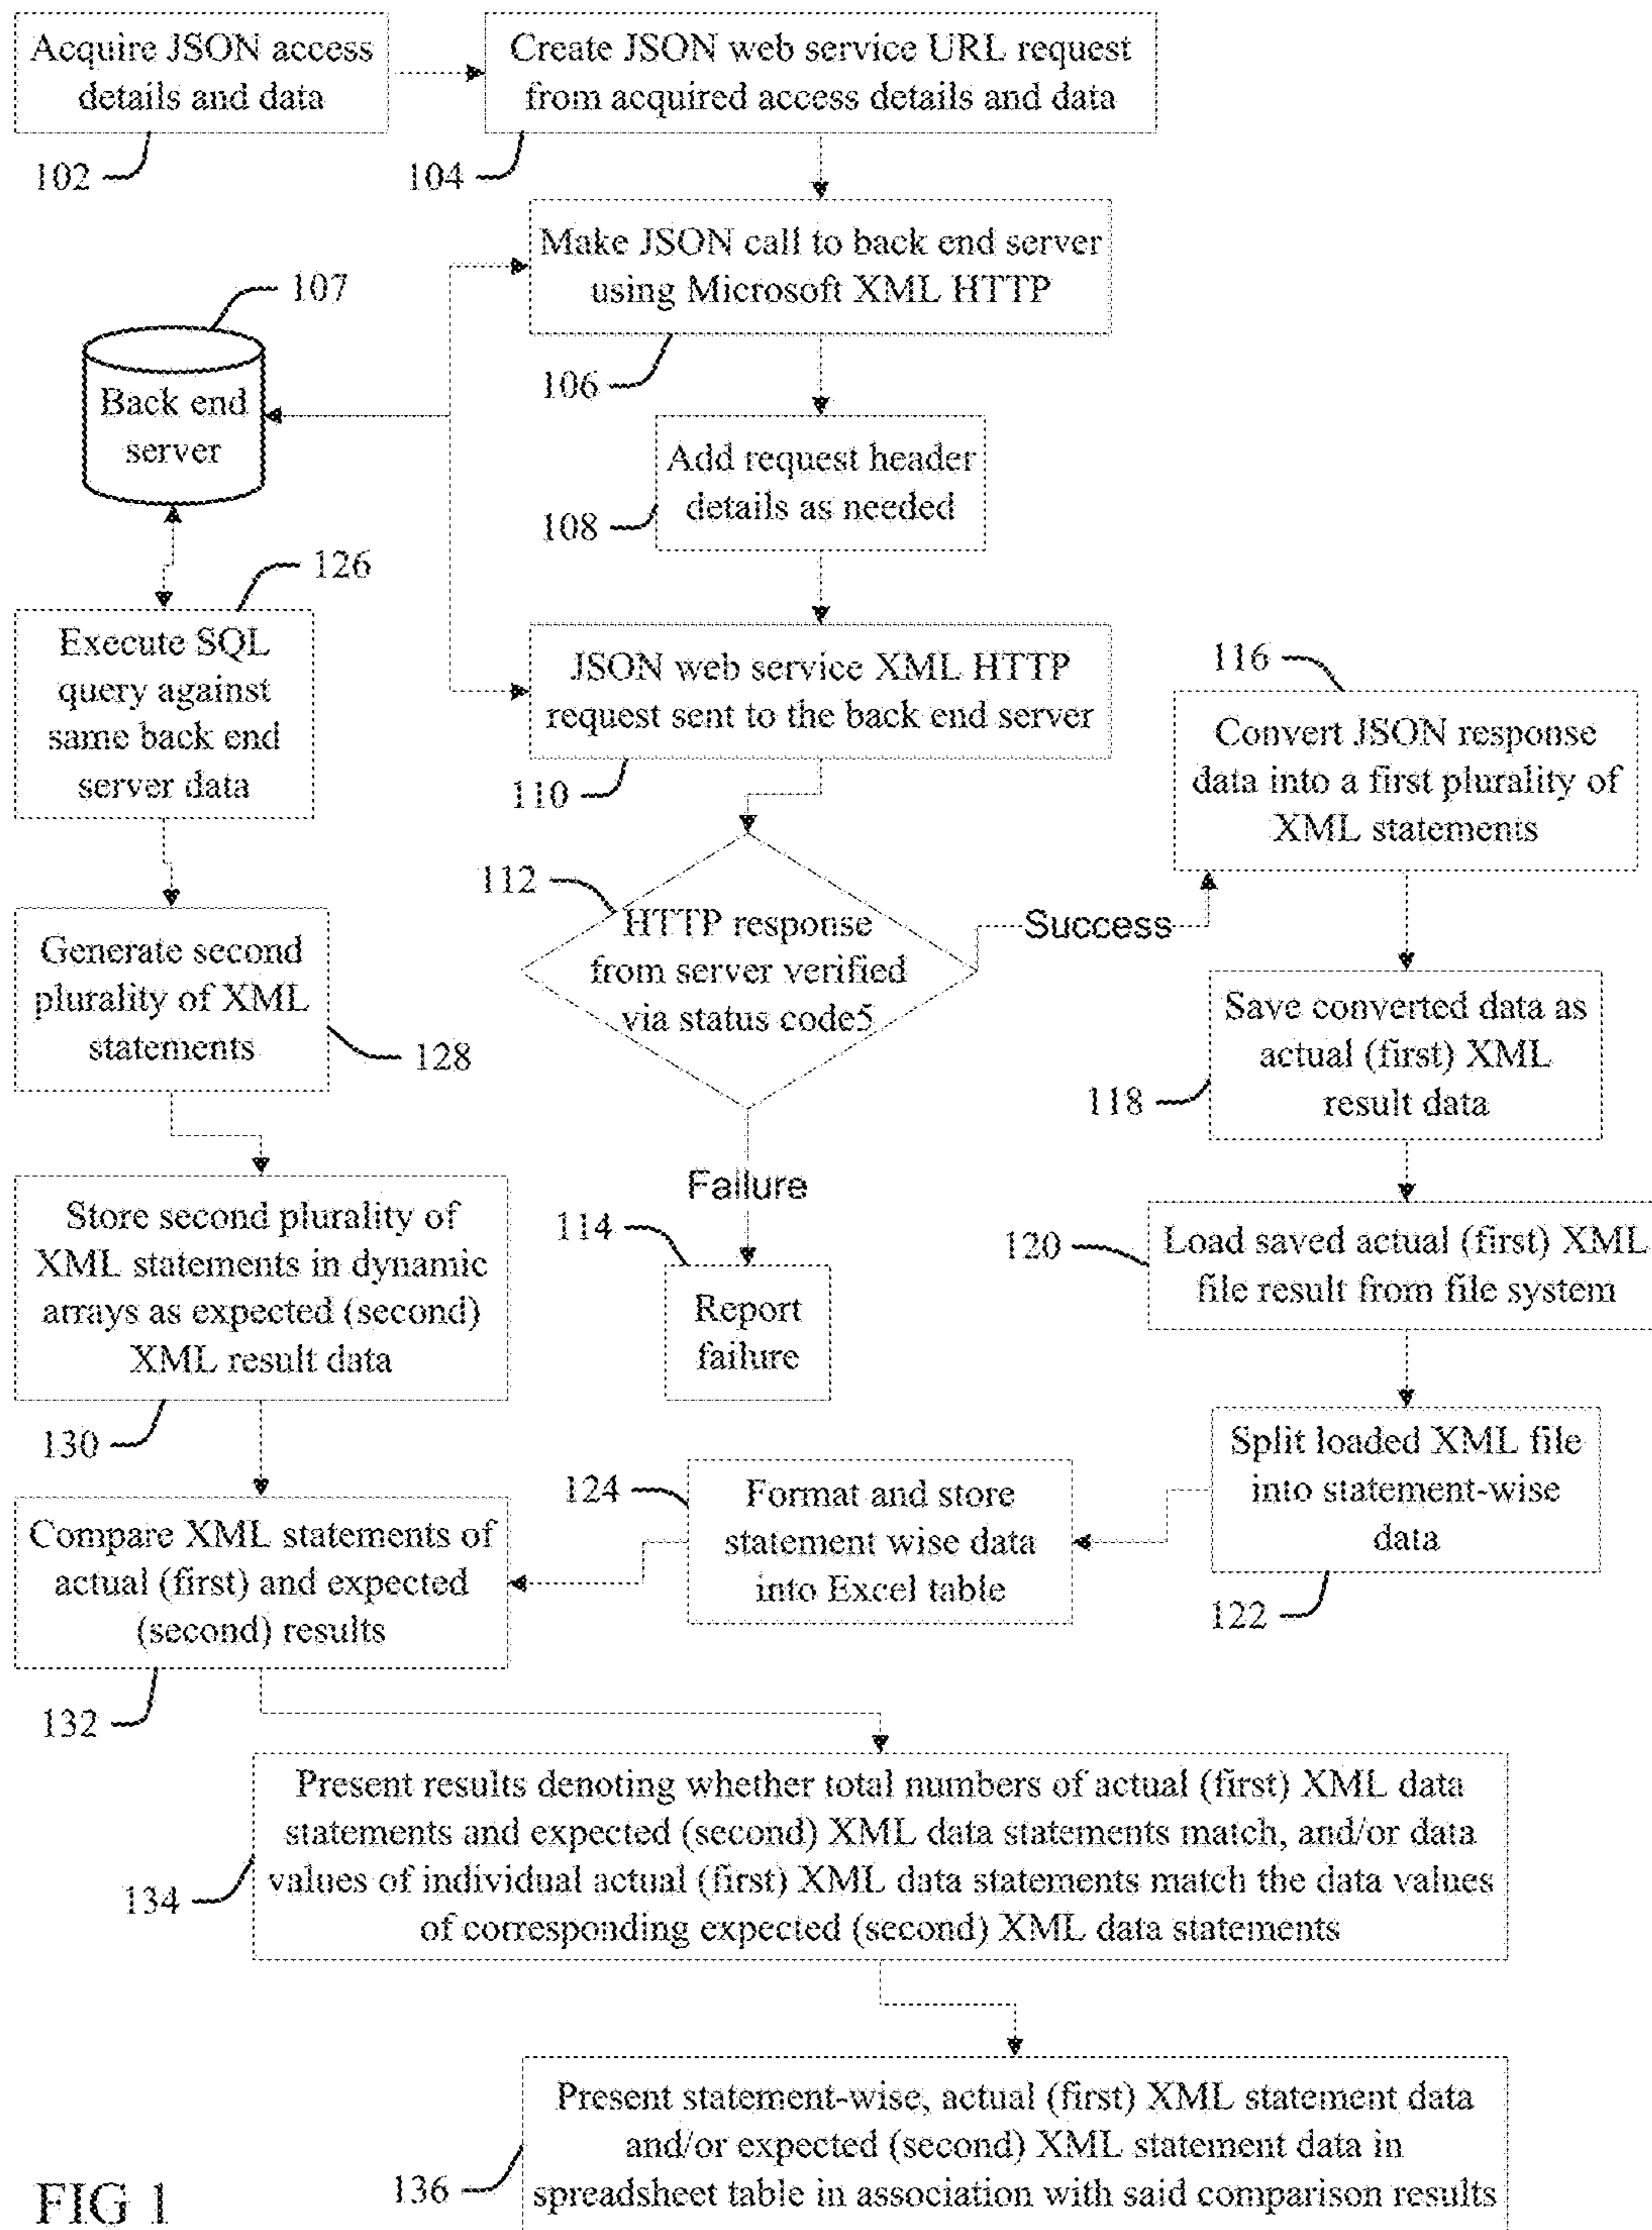 Acquire JSON access
details and data
102
Create JSON web service URL request
from acquired access details and data
104
Make JSON call to back end server
using Microsoft XML HTTP
106
107
Back end
server
Add request header
details as needed
108
126
Execute SQL
query against
same back end
server data
JSON web service XML HTTP
request sent to the back end server
110
116
Convert JSON response
data into a first plurality of
XML statements
112
HTTP response
from server verified
via status code5
Success
Generate second
plurality of XML
statements
128
Save converted data as
actual (first) XML
result data
118
Failure
114
Report
failure
Store second plurality of
XML statements in dynamic
arrays as expected (second)
XML result data
130
120
Load saved actual (first) XML
file result from file system
Split loaded XML file
into statement-wise
data
122
124
Format and store
statement wise data
into Excel table
Compare XML statements of
actual (first) and expected
(second) results
132
Present results denoting whether total numbers of actual (first) XML data
statements and expected (second) XML data statements match, and/or data
values of individual actual (first) XML data statements match the data values
of corresponding expected (second) XML data statements
134
Present statement-wise, actual (first) XML statement data
and/or expected (second) XML statement data in
spreadsheet table in association with said comparison results
136
FIG 1